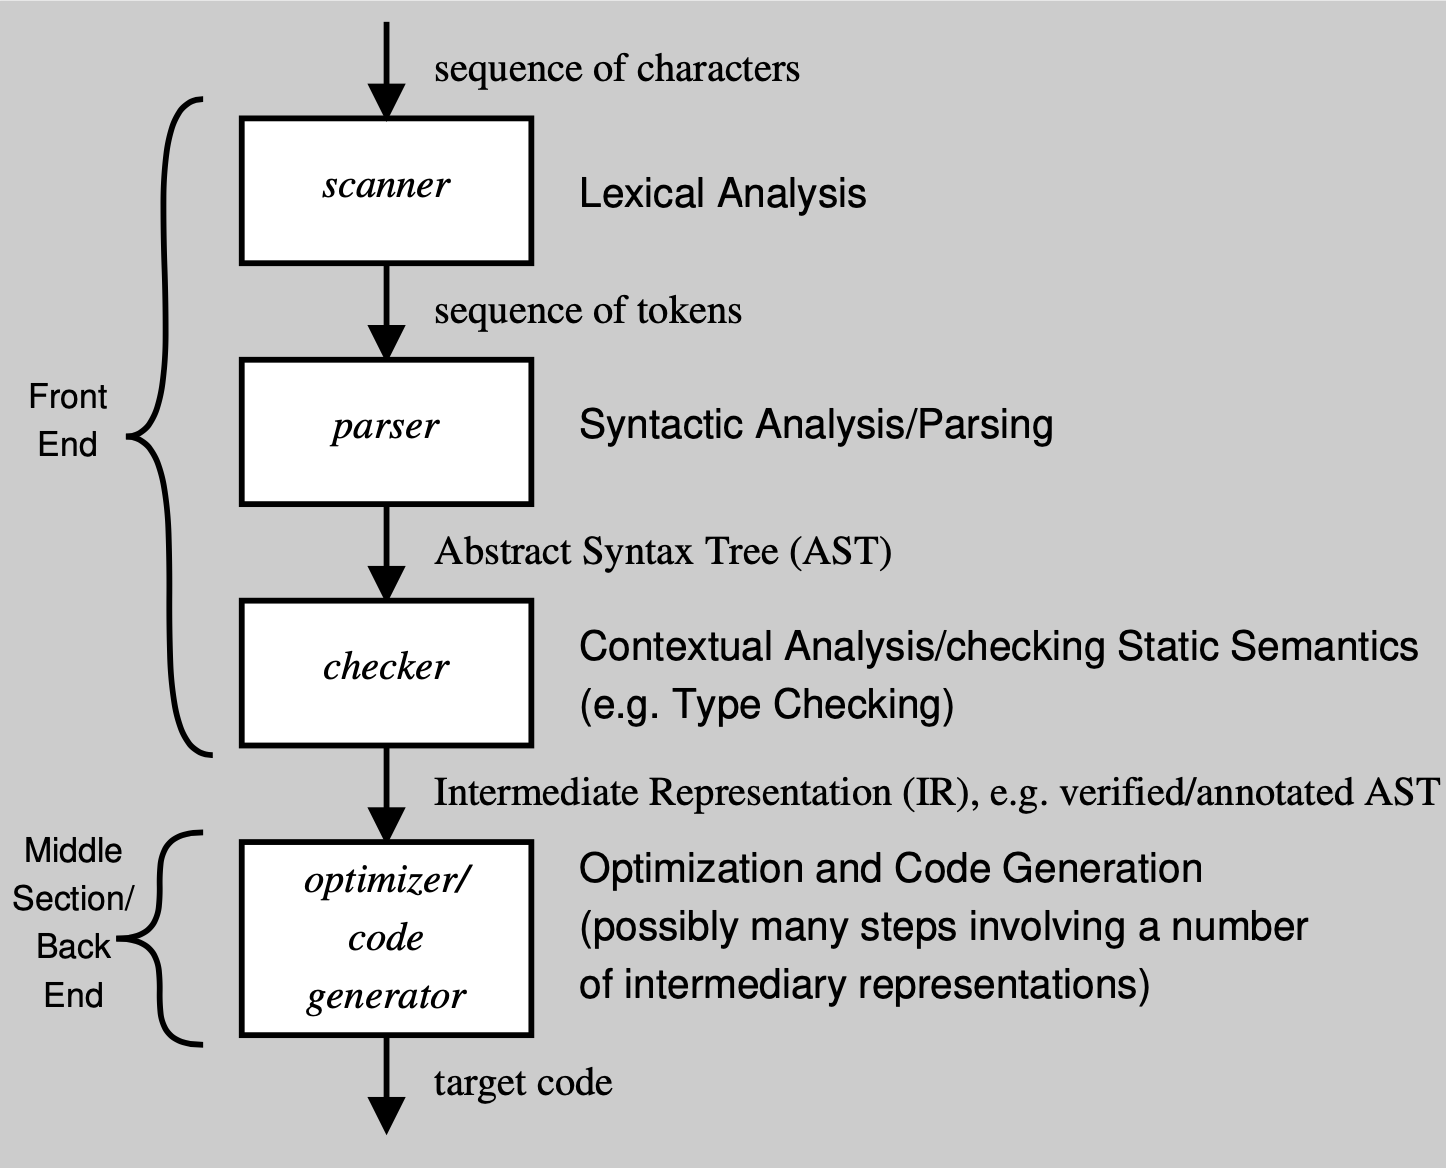 sequence of characters
scanner
Lexical Analysis
sequence of tokens
Front
End
parser
Syntactic Analysis/Parsing
Abstract Syntax Tree (AST)
checker
Contextual Analysis/checking Static Semantics
(e.g. Type Checking)
Intermediate Representation (IR), e.g. verified/annotated AST
Middle
Section/
Back
End
optimizer/
code
generator
Optimization and Code Generation
(possibly many steps involving a number
of intermediary representations)
target code